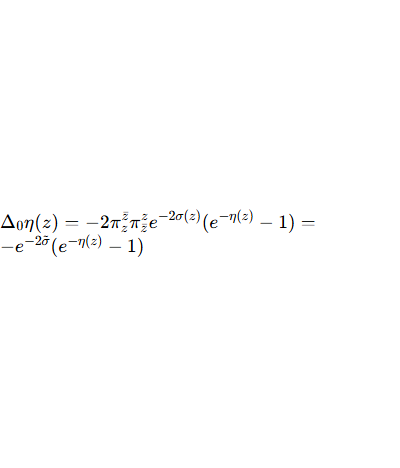 Δ₀η(z) = −2π_z^{z̄} π_{z̄}^{z} e^{−2σ(z)}(e^{−η(z)} − 1) =
−e^{−2σ̃}(e^{−η(z)} − 1)